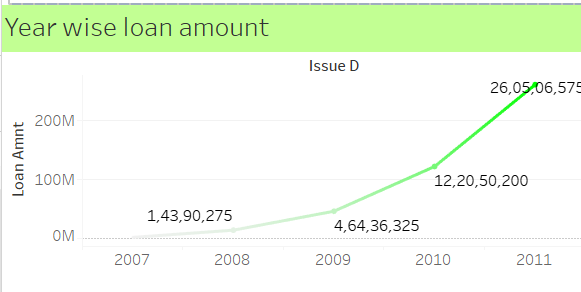 Year wise loan amount
Issue D
Loan Amnt
200M
100M
0M
26,05,06,575
12,20,50,200
4,64,36,325
1,43,90,275
2007 2008 2009 2010 2011